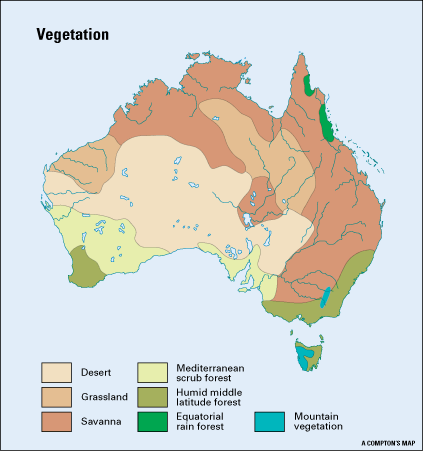 Vegetation
Desert
Grassland
Savanna
Mediterranean
scrub forest
Humid middle
latitude forest
Equatorial
rain forest
Mountain
vegetation
A COMPTON'S MAP